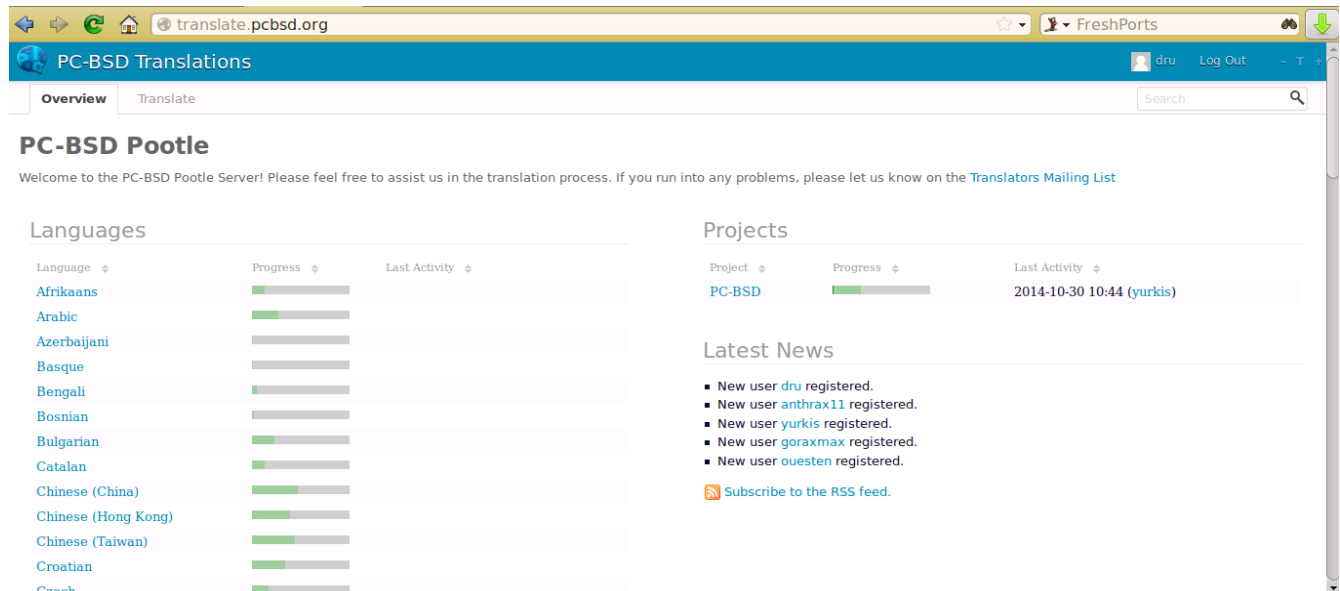 translate.pcbsd.org
FreshPorts
PC-BSD Translations
dru Log Out - T +
Overview Translate
Search
PC-BSD Pootle
Welcome to the PC-BSD Pootle Server! Please feel free to assist us in the translation process. If you run into any problems, please let us know on the Translators Mailing List
Languages
Language Progress Last Activity
Afrikaans
Arabic
Azerbaijani
Basque
Bengali
Bosnian
Bulgarian
Catalan
Chinese (China)
Chinese (Hong Kong)
Chinese (Taiwan)
Croatian
Czech
Projects
Project Progress Last Activity
PC-BSD 2014-10-30 10:44 (yurkis)
Latest News
New user dru registered.
New user anthrax11 registered.
New user yurkis registered.
New user goraxmax registered.
New user ouesten registered.
Subscribe to the RSS feed.